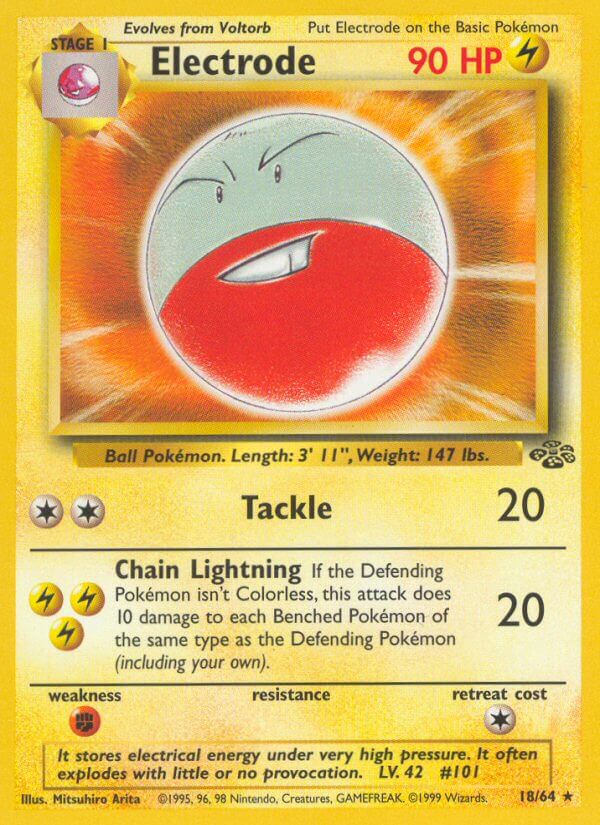 Evolves from Voltorb Put Electrode on the Basic Pokémon
STAGE 1
Electrode 90 HP
Ball Pokémon. Length: 3' 11", Weight: 147 lbs.
Tackle 20
Chain Lightning If the Defending
Pokémon isn't Colorless, this attack does
10 damage to each Benched Pokémon of
the same type as the Defending Pokémon
(including your own).
20
weakness resistance retreat cost
It stores electrical energy under very high pressure. It often
explodes with little or no provocation. LV. 42 #101
Illus. Mitsuhiro Arita ©1995, 96, 98 Nintendo, Creatures, GAMEFREAK. ©1999 Wizards. 18/64 ★